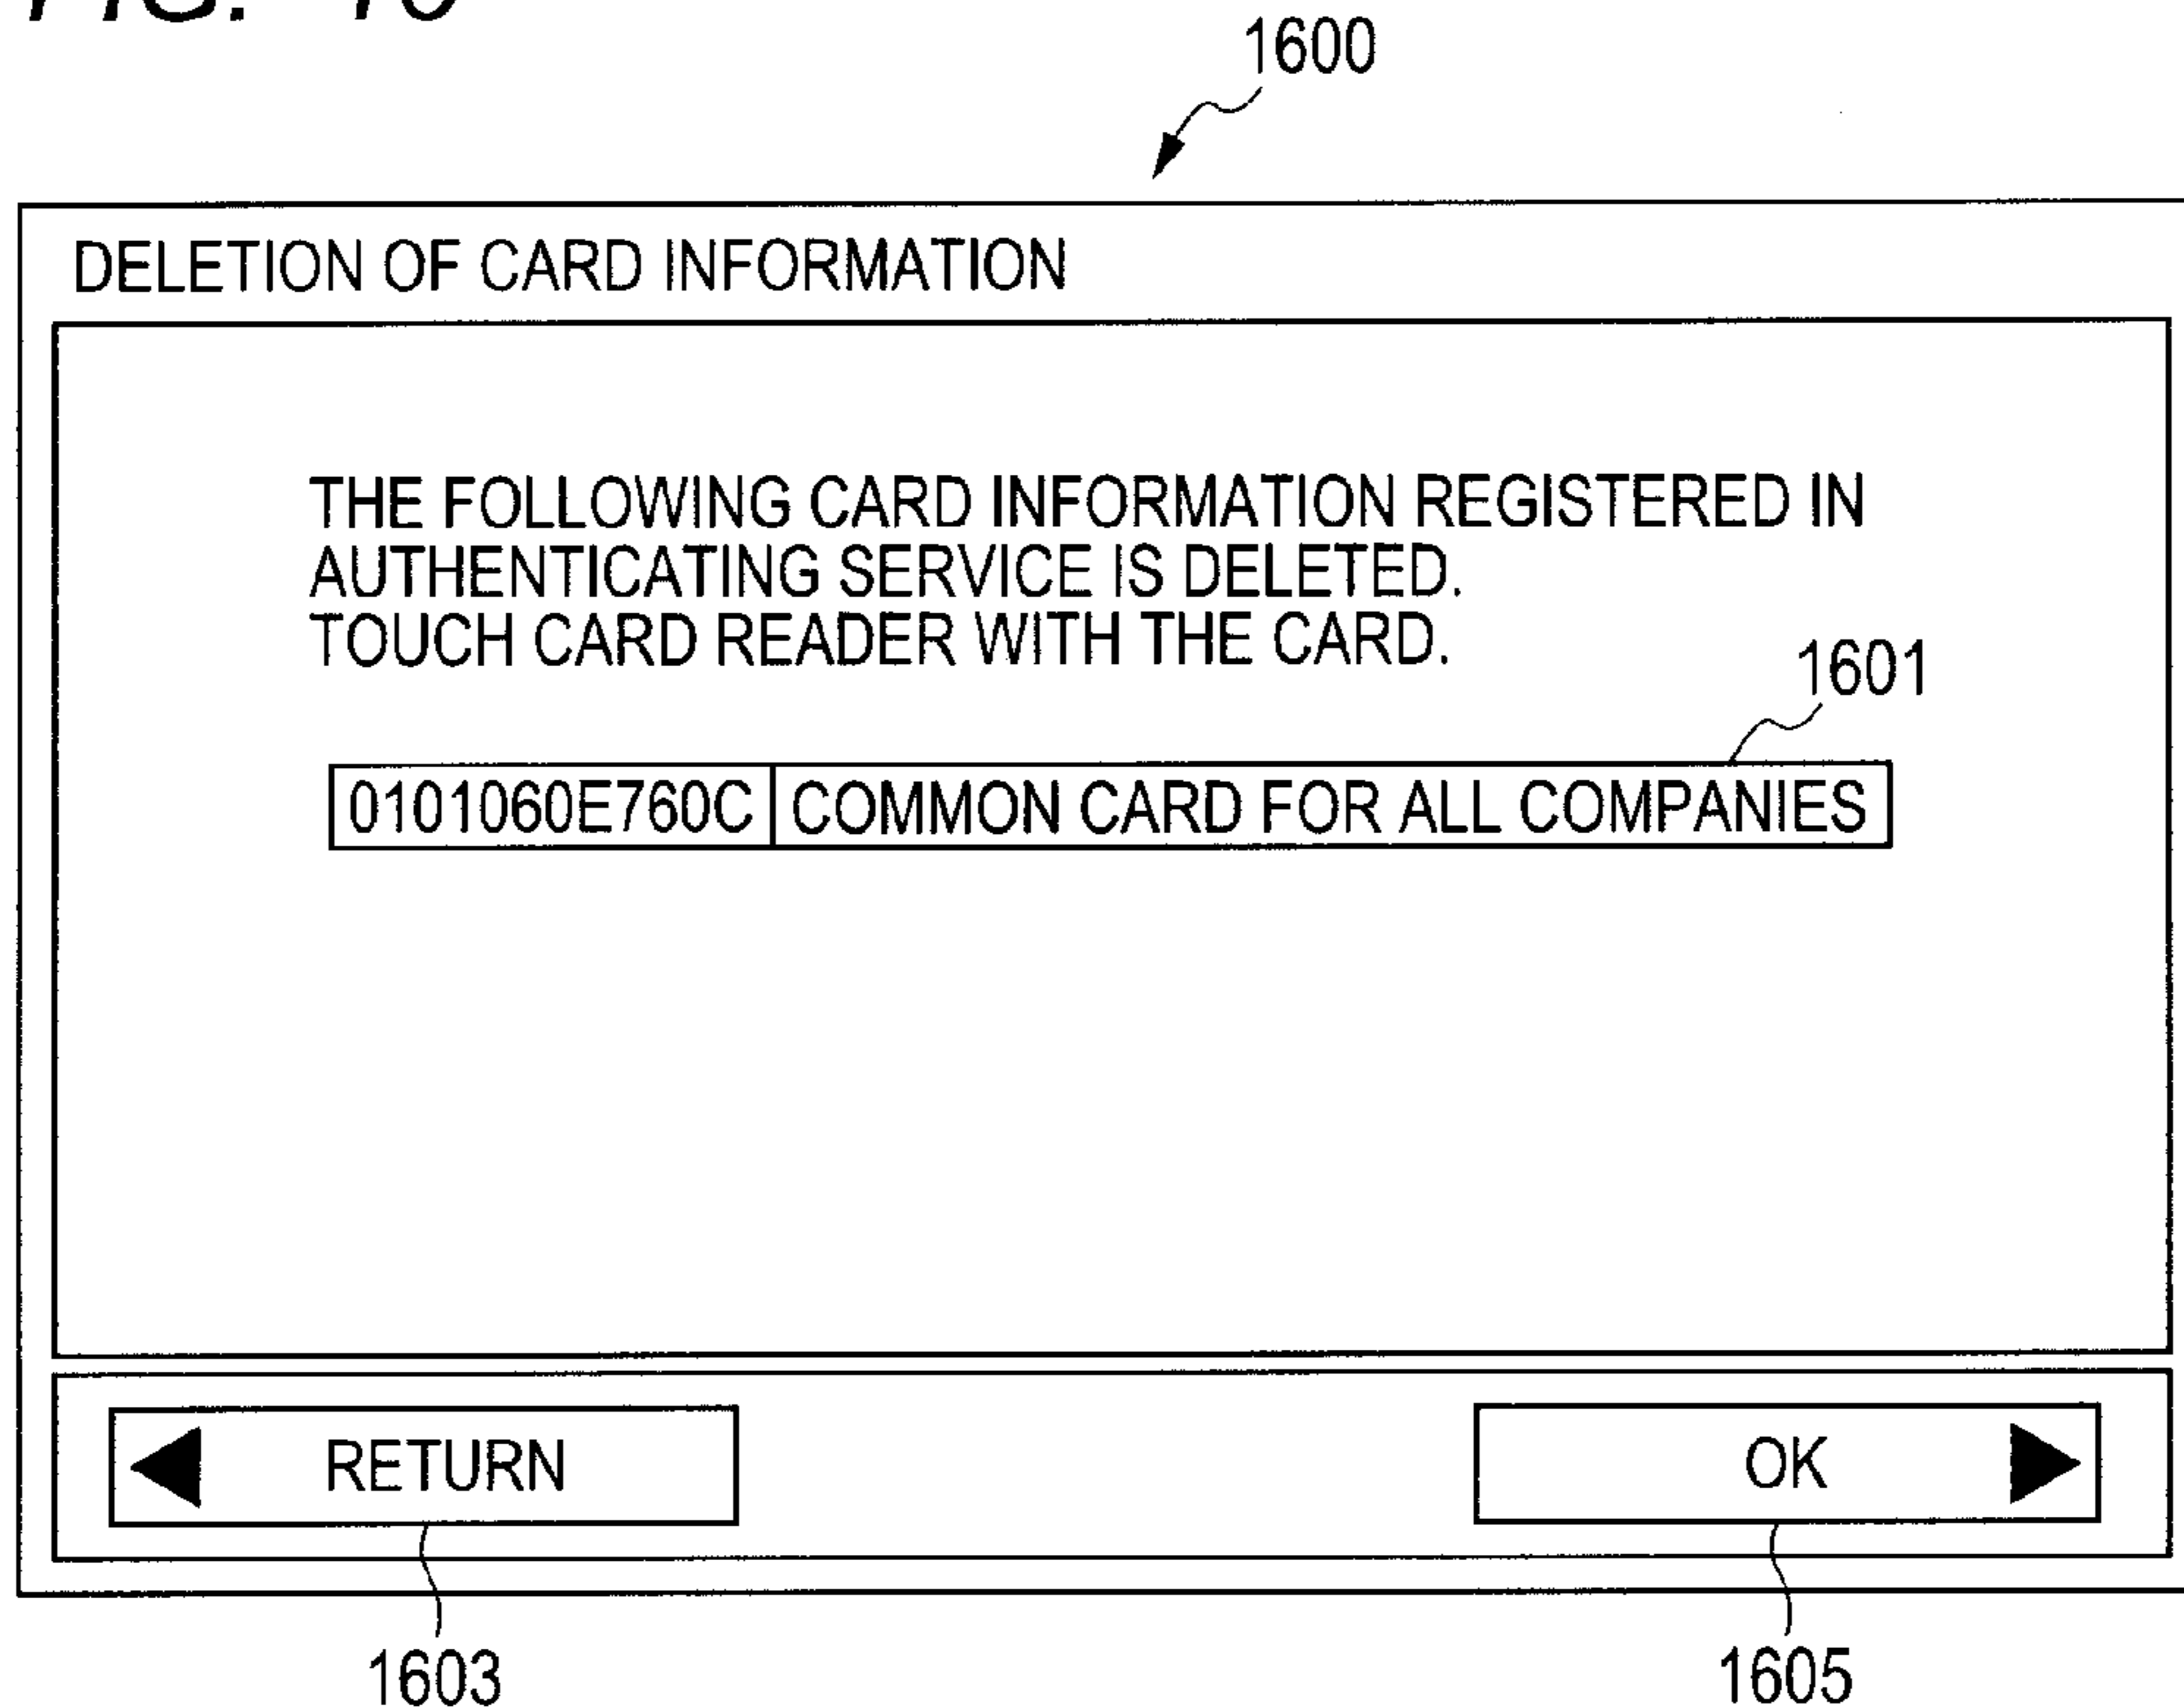 FIG.
1600
DELETION OF CARD INFORMATION
THE FOLLOWING CARD INFORMATION REGISTERED IN
AUTHENTICATING SERVICE IS DELETED.
TOUCH CARD READER WITH THE CARD.
1601
0101060E760C COMMON CARD FOR ALL COMPANIES
RETURN OK
1603 1605